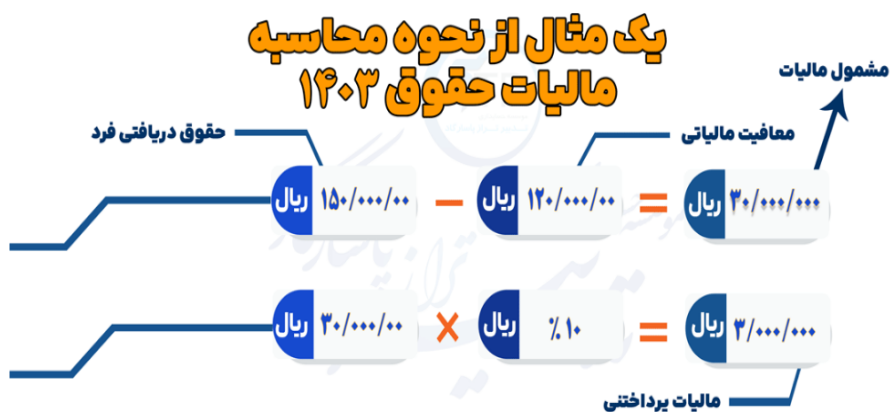 یک مثال از نحوه محاسبه
مالیات حقوق ۱۴۰۳
مشمول مالیات
معافیت مالیاتی
حقوق دریافتی فرد
ریال ۱۵۰/۰۰۰/۰۰ − ریال ۱۲۰/۰۰۰/۰۰ = ریال ۳۰/۰۰۰/۰۰۰
ریال ۳۰/۰۰۰/۰۰ × ریال ٪ ۱۰ = ریال ۳/۰۰۰/۰۰۰
مالیات پرداختنی